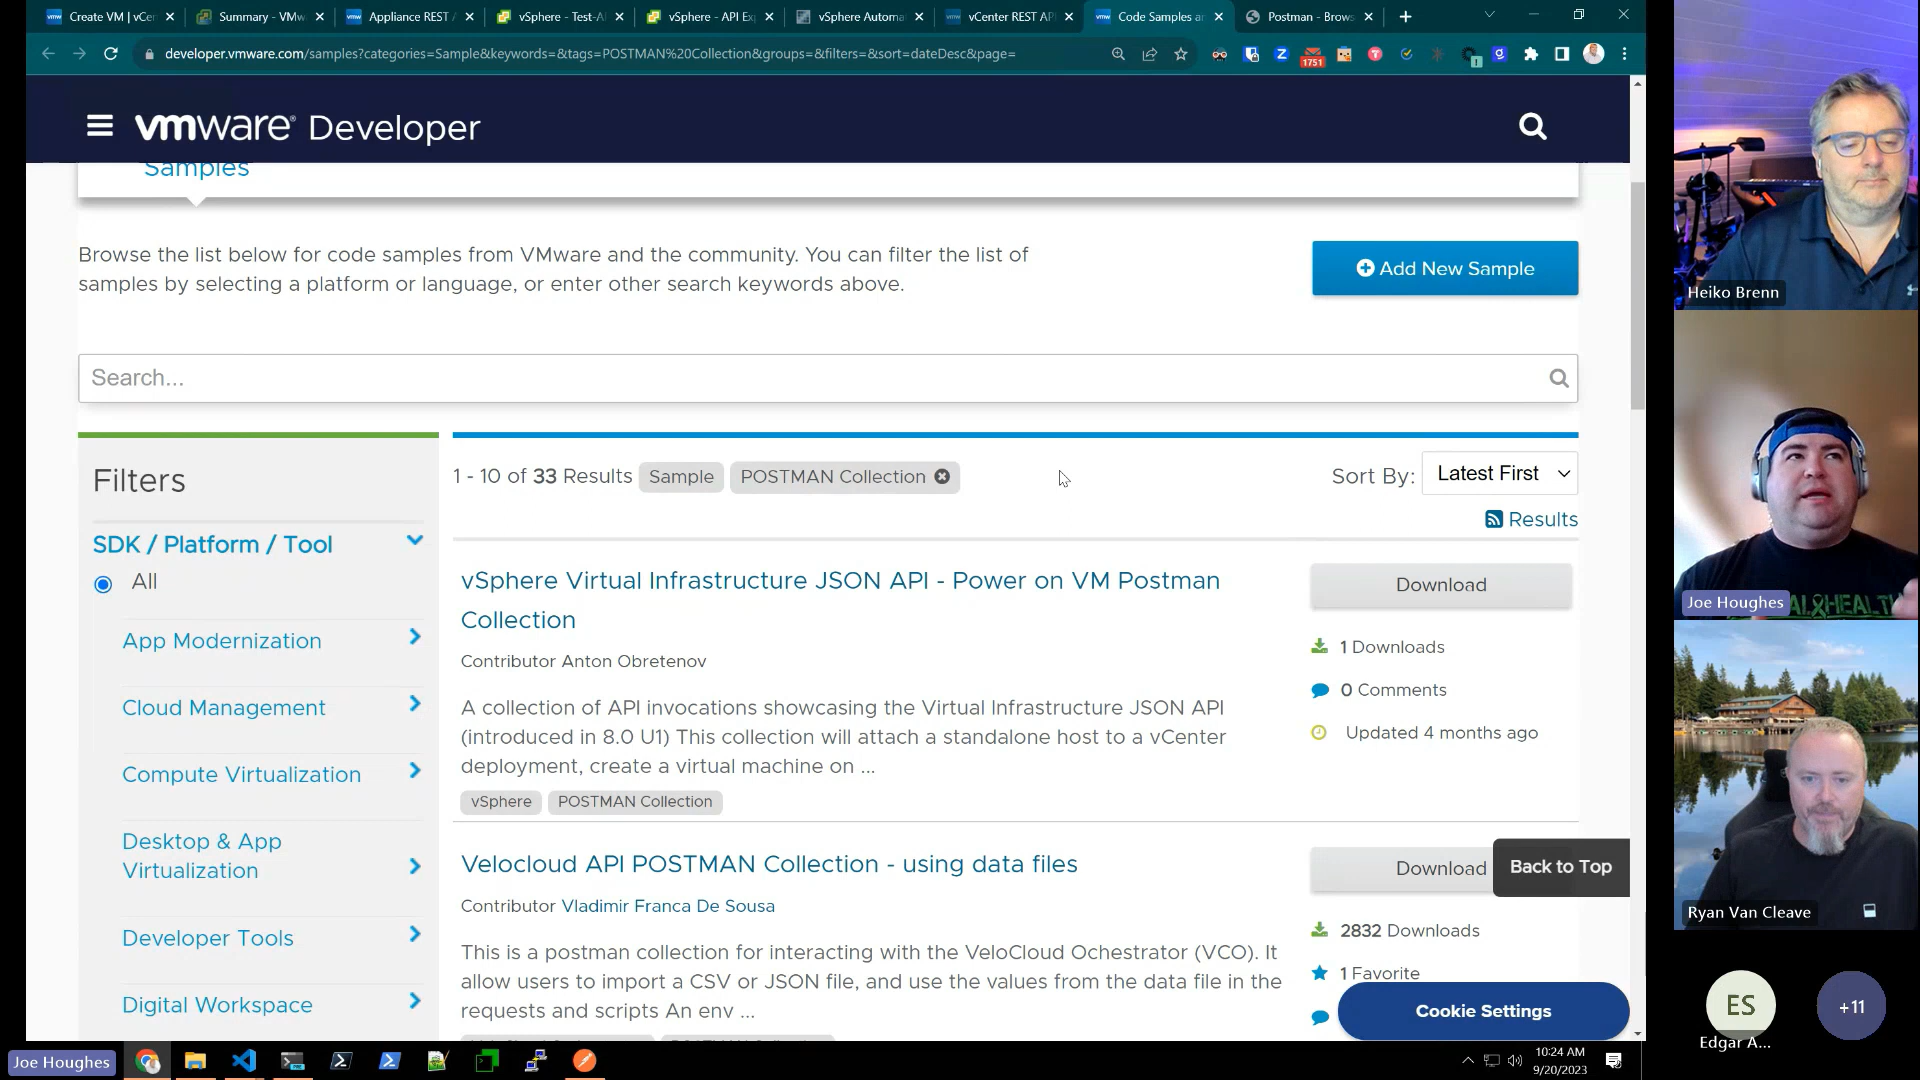 Create VM | vCe
Summary - VMw
Appliance REST A
vSphere - Test-A
vSphere - API Ex
vSphere Automa
vCenter REST API
Code Samples an
Postman - Brows
developer.vmware.com/samples?categories=Sample&keywords=&tags=POSTMAN%20Collection&groups=&filters=&sort=dateDesc&page=
1751
vmware® Developer
Samples
Browse the list below for code samples from VMware and the community. You can filter the list of
samples by selecting a platform or language, or enter other search keywords above.
Add New Sample
Search...
Filters
SDK / Platform / Tool
All
App Modernization
Cloud Management
Compute Virtualization
Desktop & App
Virtualization
Developer Tools
Digital Workspace
1 - 10 of 33 Results Sample POSTMAN Collection
Sort By: Latest First
Results
vSphere Virtual Infrastructure JSON API - Power on VM Postman
Collection
Contributor Anton Obretenov
A collection of API invocations showcasing the Virtual Infrastructure JSON API
(introduced in 8.0 U1) This collection will attach a standalone host to a vCenter
deployment, create a virtual machine on ...
vSphere POSTMAN Collection
Download
1 Downloads
0 Comments
Updated 4 months ago
Velocloud API POSTMAN Collection - using data files
Contributor Vladimir Franca De Sousa
This is a postman collection for interacting with the VeloCloud Ochestrator (VCO). It
allow users to import a CSV or JSON file, and use the values from the data file in the
requests and scripts An env ...
Download
Back to Top
2832 Downloads
1 Favorite
Cookie Settings
Joe Houghes
10:24 AM
9/20/2023
Heiko Brenn
Joe Houghes
Ryan Van Cleave
ES
Edgar A...
+11